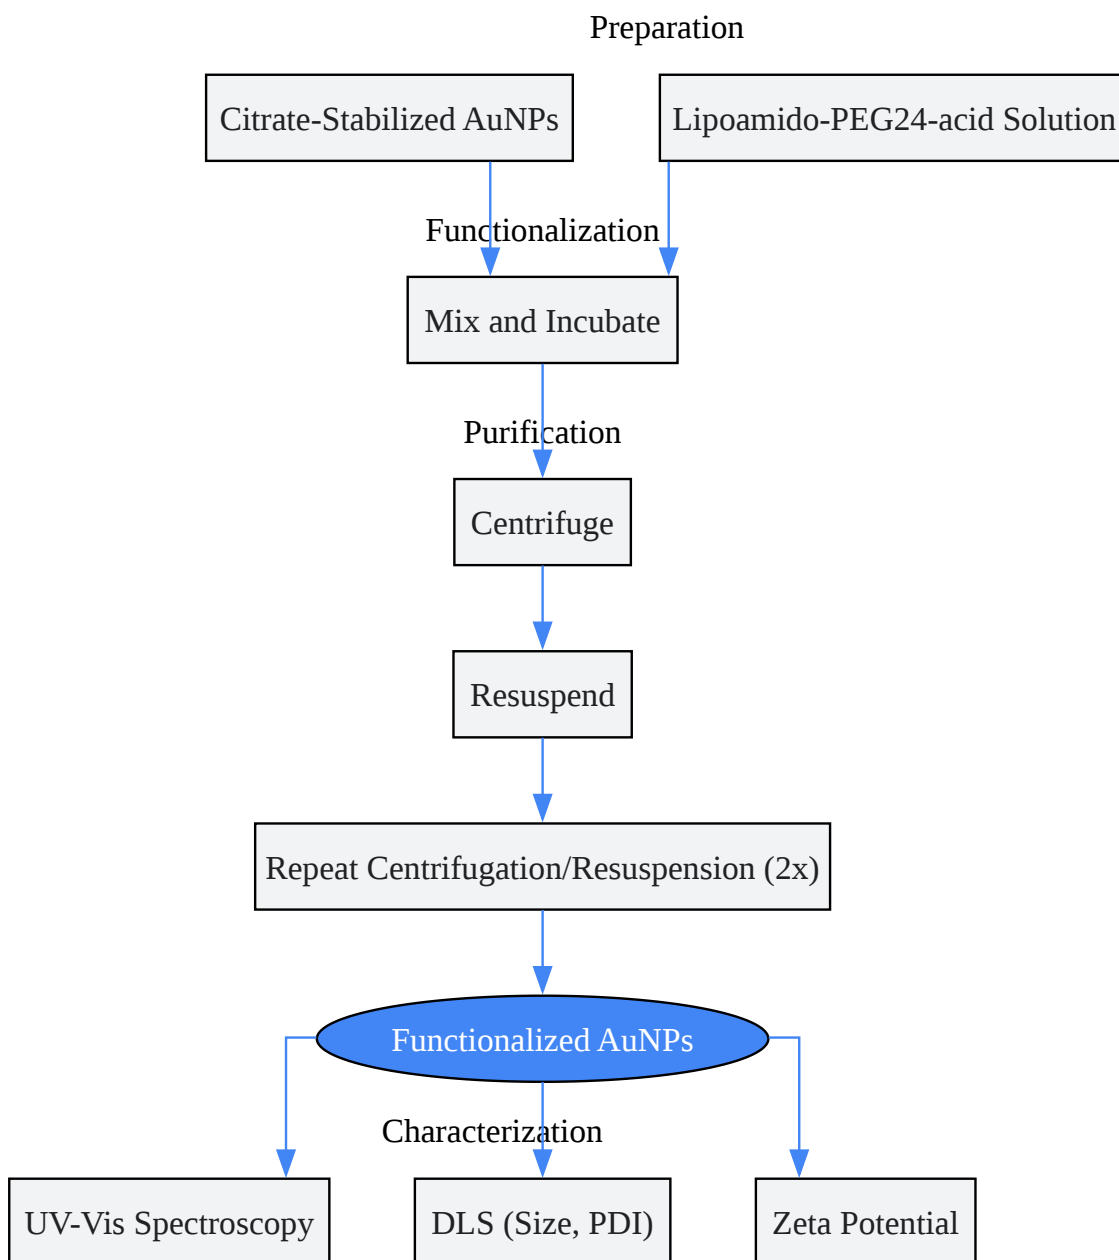 Preparation
Citrate-Stabilized AuNPs
Lipoamido-PEG24-acid Solution
Functionalization
Mix and Incubate
Purification
Centrifuge
Resuspend
Repeat Centrifugation/Resuspension (2x)
Functionalized AuNPs
Characterization
UV-Vis Spectroscopy
DLS (Size, PDI)
Zeta Potential